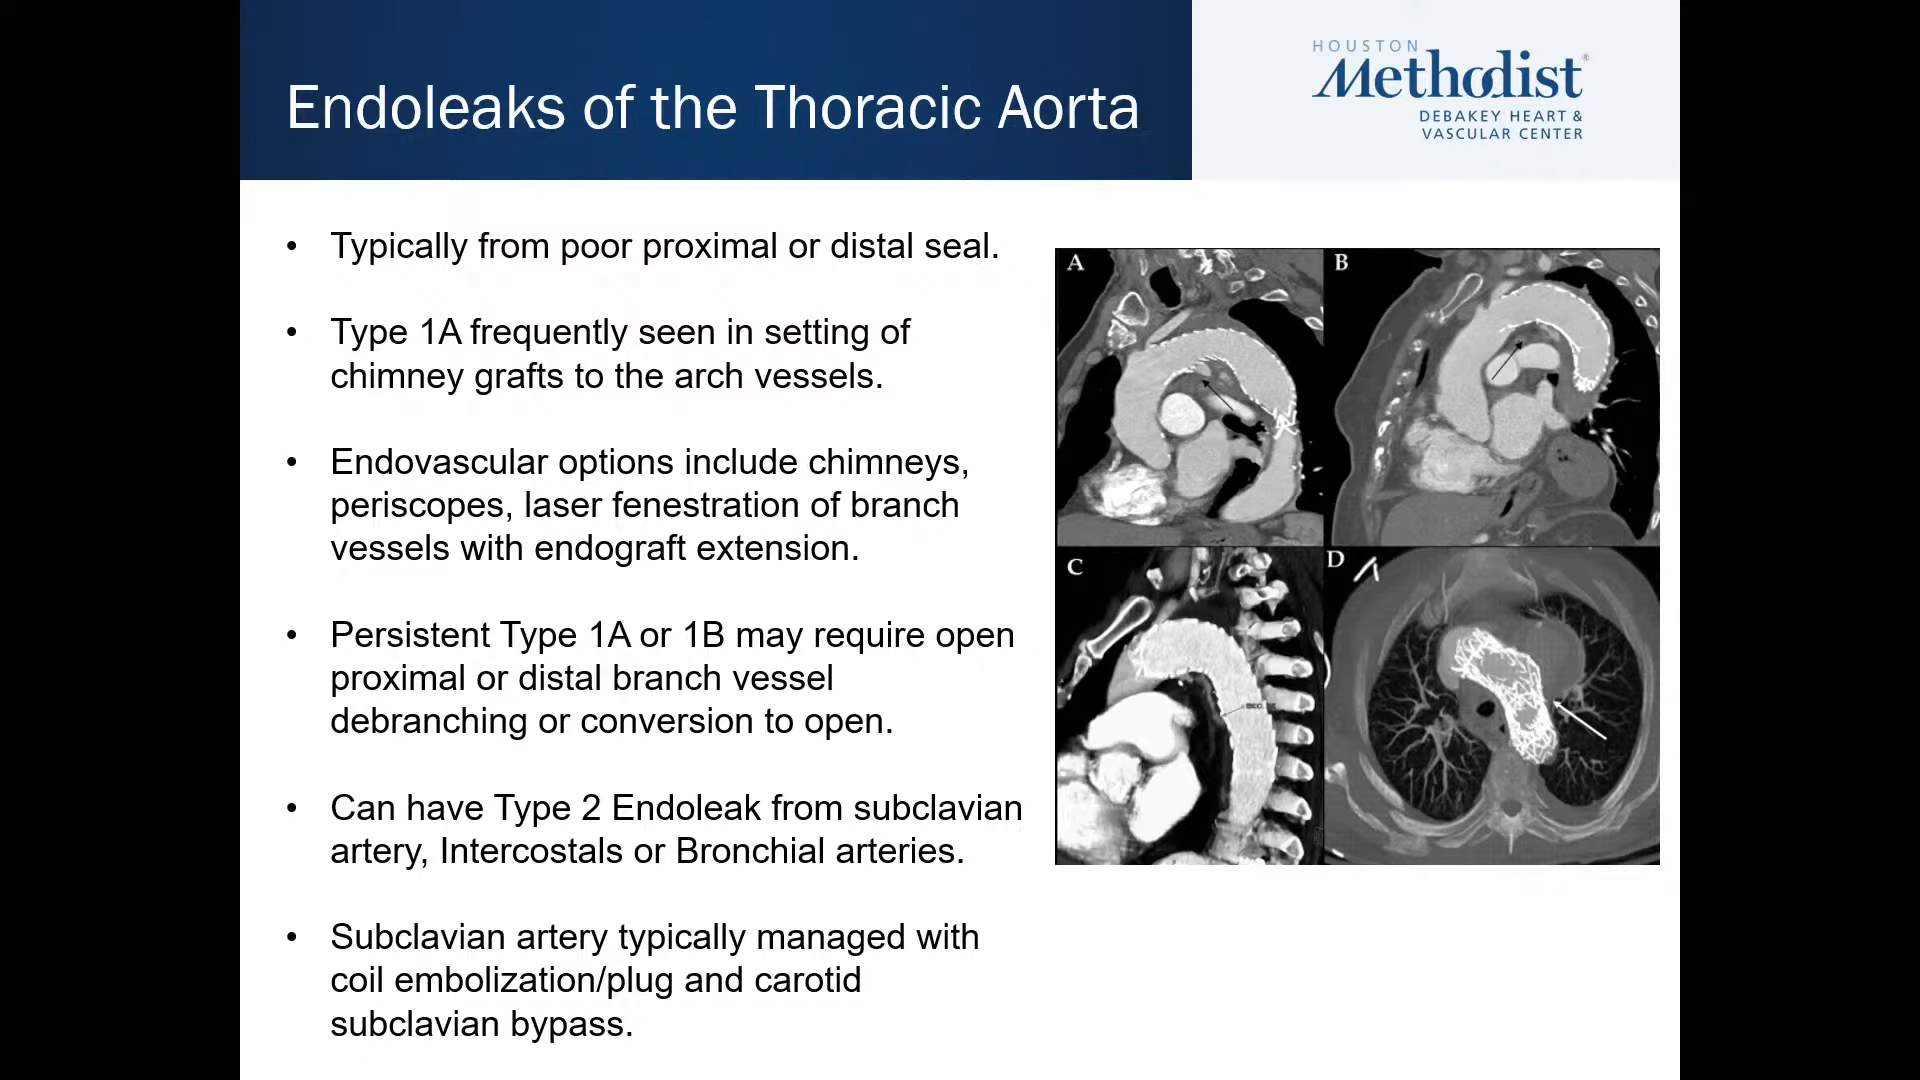 Endoleaks of the Thoracic Aorta
HOUSTON
Methodist®
DEBAKEY HEART &
VASCULAR CENTER
• Typically from poor proximal or distal seal.
• Type 1A frequently seen in setting of
chimney grafts to the arch vessels.
• Endovascular options include chimneys,
periscopes, laser fenestration of branch
vessels with endograft extension.
• Persistent Type 1A or 1B may require open
proximal or distal branch vessel
debranching or conversion to open.
• Can have Type 2 Endoleak from subclavian
artery, Intercostals or Bronchial arteries.
• Subclavian artery typically managed with
coil embolization/plug and carotid
subclavian bypass.
A
B
C
D